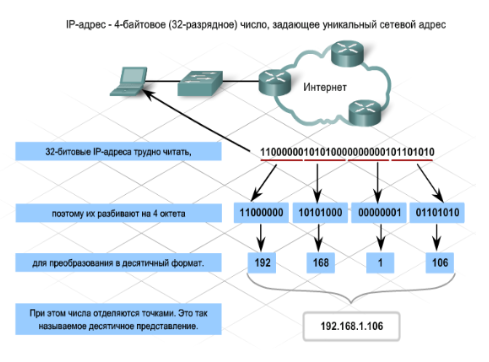 IP-адрес - 4-байтовое (32-разрядное) число, задающее уникальный сетевой адрес
Интернет
32-битовые IP-адреса трудно читать,
11000000101010000000000101101010
поэтому их разбивают на 4 октета
11000000 10101000 00000001 01101010
для преобразования в десятичный формат.
192 168 1 106
При этом числа отделяются точками. Это так
называемое десятичное представление.
192.168.1.106